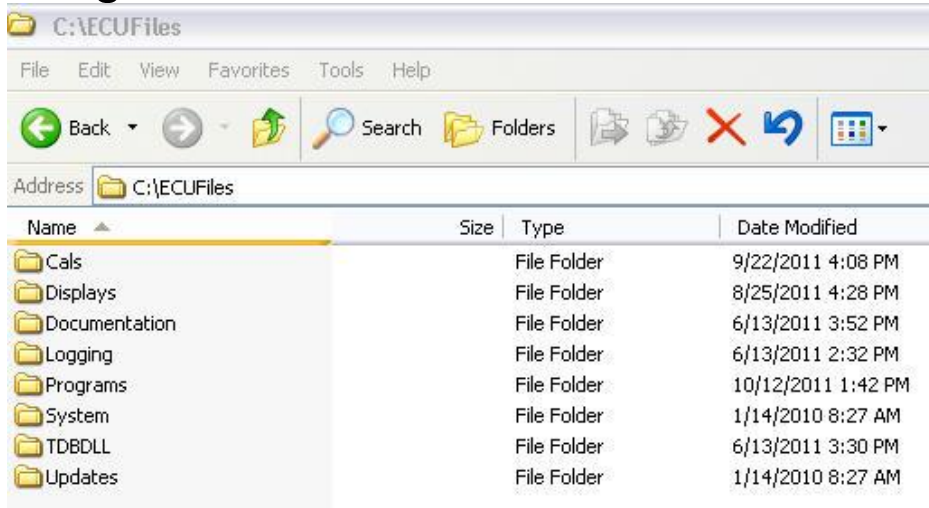 C:\ECUFiles
File Edit View Favorites Tools Help
Back Search Folders
Address C:\ECUFiles
Name Size Type Date Modified
Cals File Folder 9/22/2011 4:08 PM
Displays File Folder 8/25/2011 4:28 PM
Documentation File Folder 6/13/2011 3:52 PM
Logging File Folder 6/13/2011 2:32 PM
Programs File Folder 10/12/2011 1:42 PM
System File Folder 1/14/2010 8:27 AM
TDBDLL File Folder 6/13/2011 3:30 PM
Updates File Folder 1/14/2010 8:27 AM